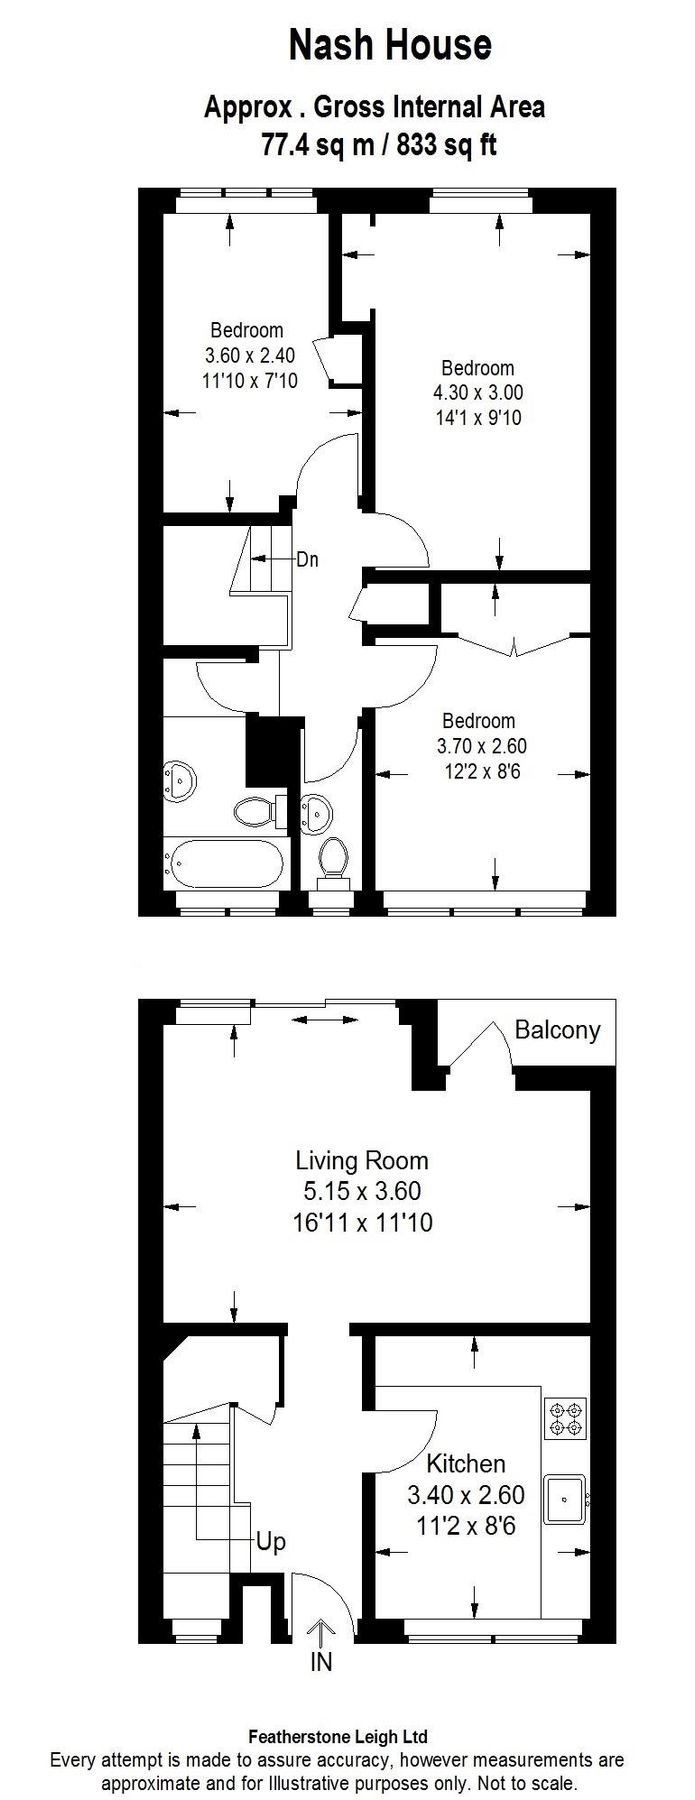 Nash House
Approx . Gross Internal Area
77.4 sq m / 833 sq ft
Bedroom
3.60 x 2.40
11'10 x 7'10
Bedroom
4.30 x 3.00
14'1 x 9'10
Dn
Bedroom
3.70 x 2.60
12'2 x 8'6
Balcony
Living Room
5.15 x 3.60
16'11 x 11'10
Kitchen
3.40 x 2.60
11'2 x 8'6
Up
IN
Featherstone Leigh Ltd
Every attempt is made to assure accuracy, however measurements are
approximate and for Illustrative purposes only. Not to scale.